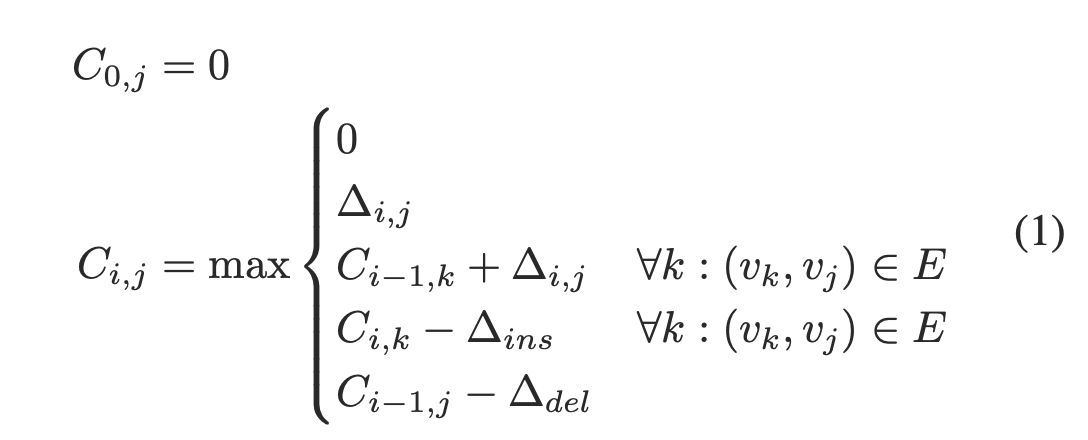 C_{0,j} = 0
C_{i,j} = max { 0
Δ_{i,j}
C_{i−1,k} + Δ_{i,j} ∀k : (v_k, v_j) ∈ E
C_{i,k} − Δ_{ins} ∀k : (v_k, v_j) ∈ E
C_{i−1,j} − Δ_{del}
(1)